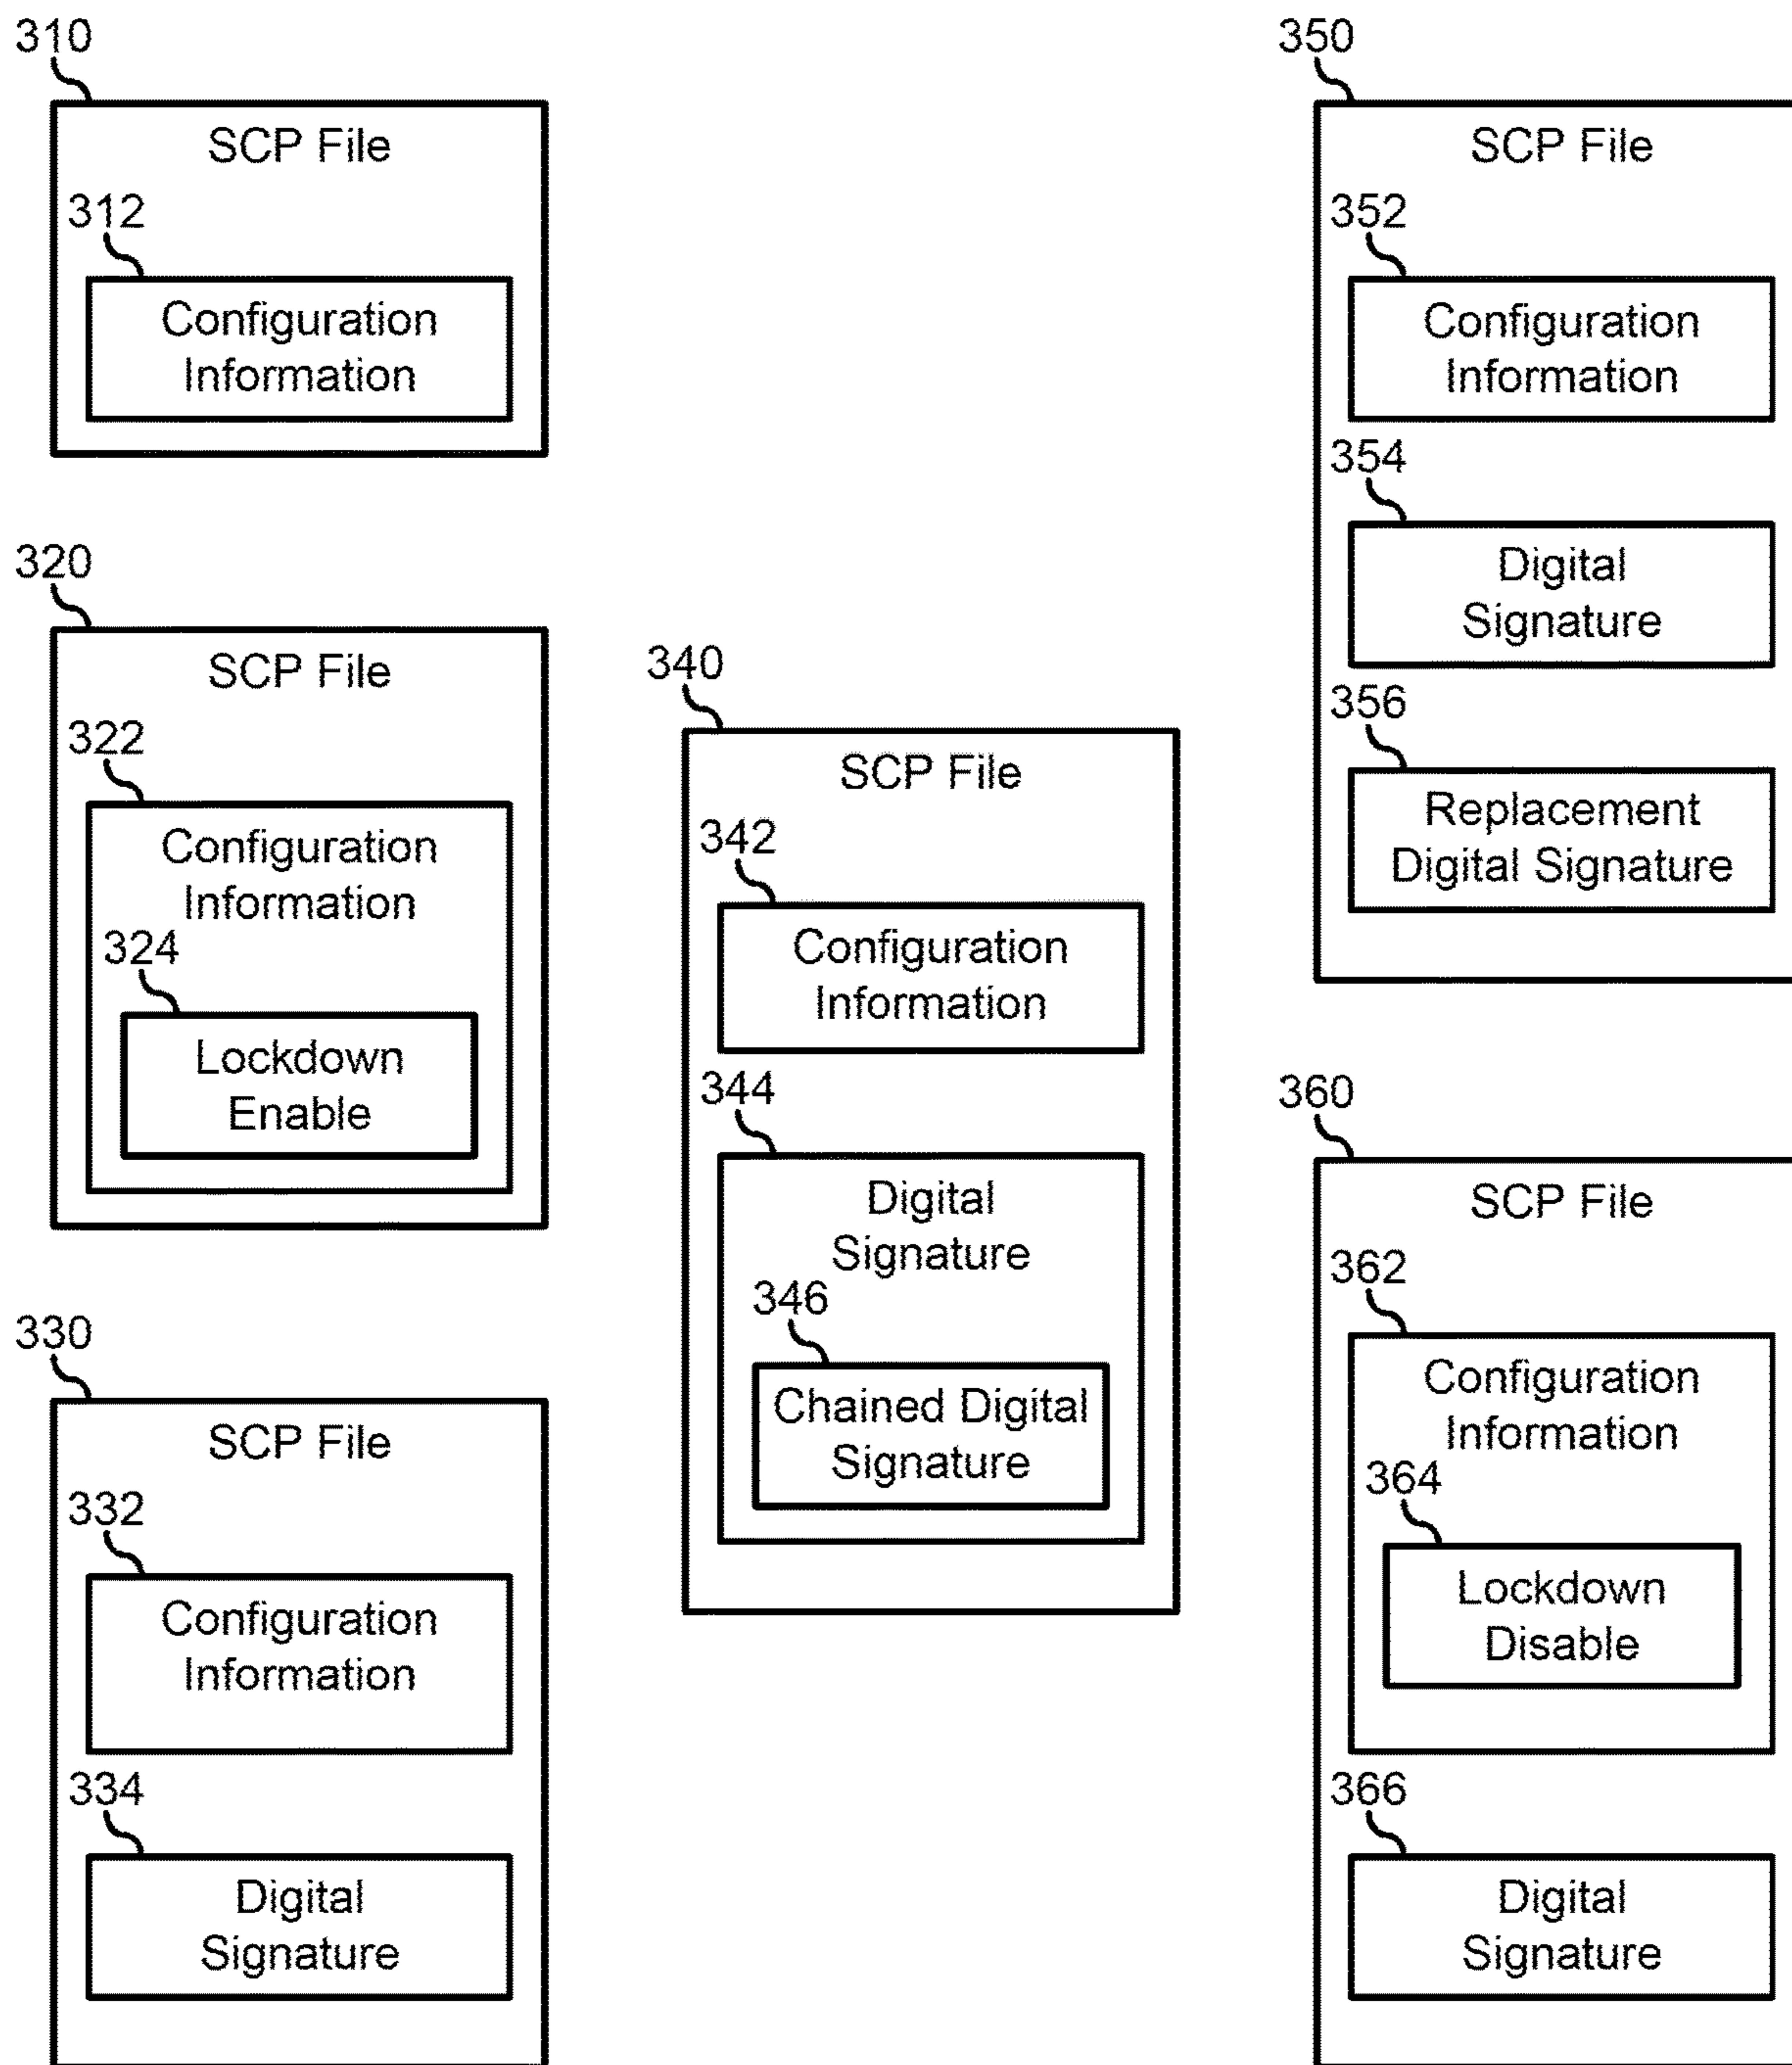 310
SCP File
312
Configuration
Information
320
SCP File
322
Configuration
Information
324
Lockdown
Enable
330
SCP File
332
Configuration
Information
334
Digital
Signature
340
SCP File
342
Configuration
Information
344
Digital
Signature
346
Chained Digital
Signature
350
SCP File
352
Configuration
Information
354
Digital
Signature
356
Replacement
Digital Signature
360
SCP File
362
Configuration
Information
364
Lockdown
Disable
366
Digital
Signature